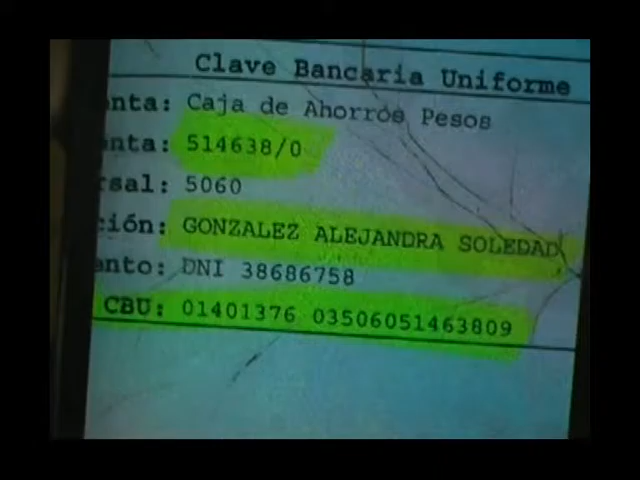 Clave Bancaria Uniforme
nta: Caja de Ahorros Pesos
nta: 514638/0
rsal: 5060
ción: GONZALEZ ALEJANDRA SOLEDAD
ento: DNI 38686758
CBU: 01401376 03506051463809